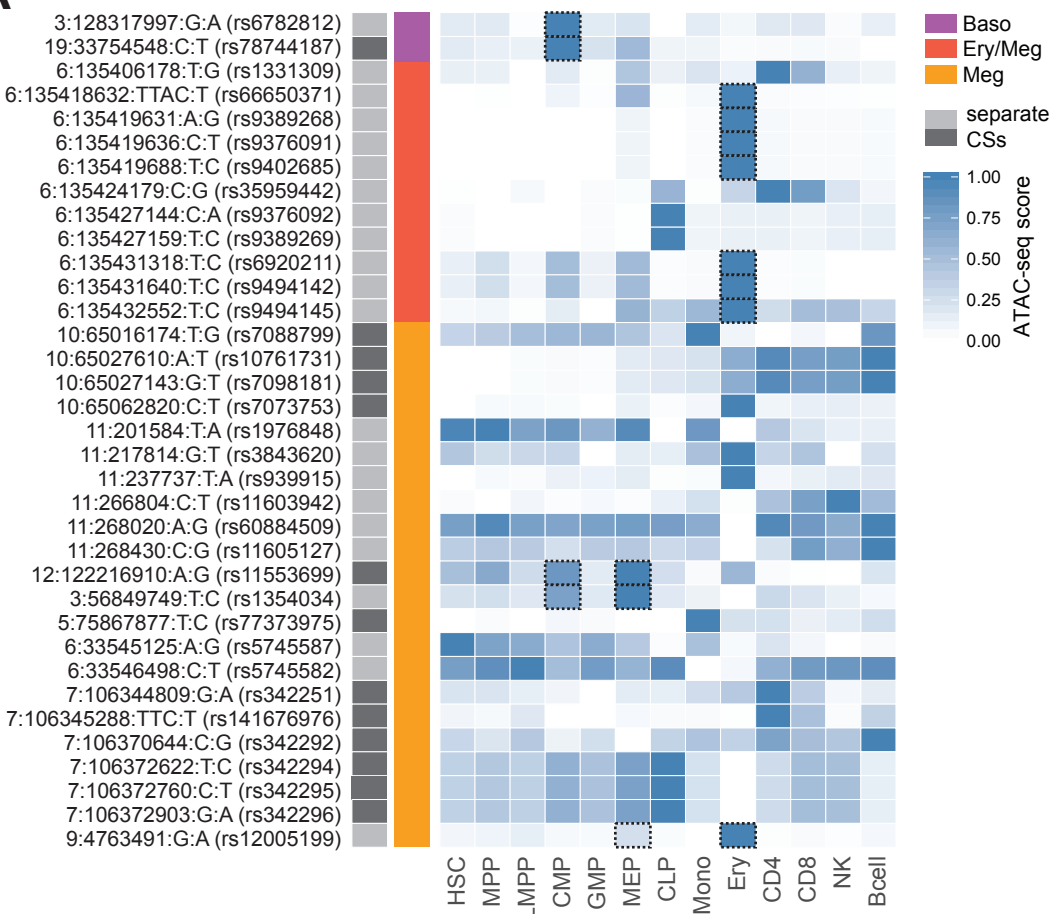 3:128317997:G:A (rs6782812)
19:33754548:C:T (rs78744187)
6:135406178:T:G (rs1331309)
6:135418632:TTAC:T (rs66650371)
6:135419631:A:G (rs9389268)
6:135419636:C:T (rs9376091)
6:135419688:T:C (rs9402685)
6:135424179:C:G (rs35959442)
6:135427144:C:A (rs9376092)
6:135427159:T:C (rs9389269)
6:135431318:T:C (rs6920211)
6:135431640:T:C (rs9494142)
6:135432552:T:C (rs9494145)
10:65016174:T:G (rs7088799)
10:65027610:A:T (rs10761731)
10:65027143:G:T (rs7098181)
10:65062820:C:T (rs7073753)
11:201584:T:A (rs1976848)
11:217814:G:T (rs3843620)
11:237737:T:A (rs939915)
11:266804:C:T (rs11603942)
11:268020:A:G (rs60884509)
11:268430:C:G (rs11605127)
12:122216910:A:G (rs11553699)
3:56849749:T:C (rs1354034)
5:75867877:T:C (rs77373975)
6:33545125:A:G (rs5745587)
6:33546498:C:T (rs5745582)
7:106344809:G:A (rs342251)
7:106345288:TTC:T (rs141676976)
7:106370644:C:G (rs342292)
7:106372622:T:C (rs342294)
7:106372760:C:T (rs342295)
7:106372903:G:A (rs342296)
9:4763491:G:A (rs12005199)
HSC MPP LMPP CMP GMP MEP CLP Mono Ery CD4 CD8 NK Bcell
Baso
Ery/Meg
Meg
separate
CSs
1.00
0.75
0.50
0.25
0.00
ATAC-seq score